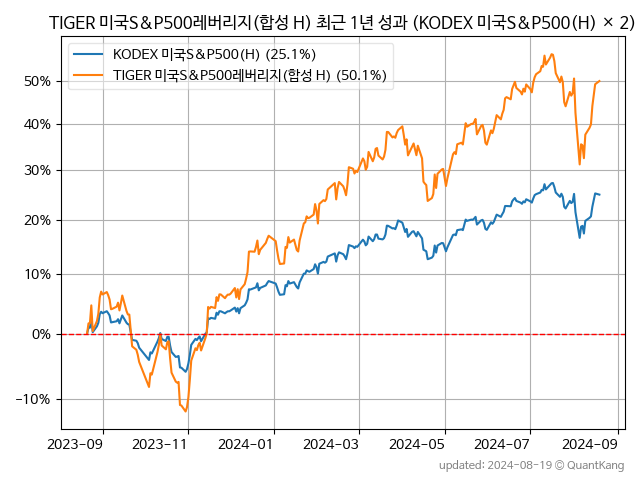 TIGER 미국S&P500레버리지(합성 H) 최근 1년 성과 (KODEX 미국S&P500(H) × 2)
KODEX 미국S&P500(H) (25.1%)
TIGER 미국S&P500레버리지(합성 H) (50.1%)
50%
40%
30%
20%
10%
0%
-10%
2023-09 2023-11 2024-01 2024-03 2024-05 2024-07 2024-09
updated: 2024-08-19 © QuantKang